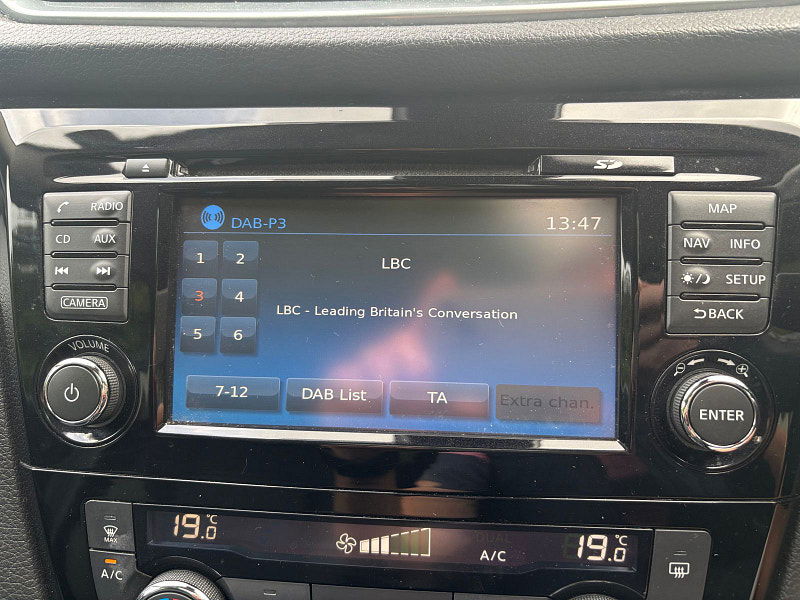 SD
RADIO
CD AUX
CAMERA
VOLUME
DAB-P3 13:47
1 2
3 4
5 6
LBC
LBC - Leading Britain's Conversation
7-12 DAB List TA Extra chan.
MAP
NAV INFO
SETUP
BACK
ENTER
MAX
A/C
19.0 °C
DUAL
A/C
19.0 °C